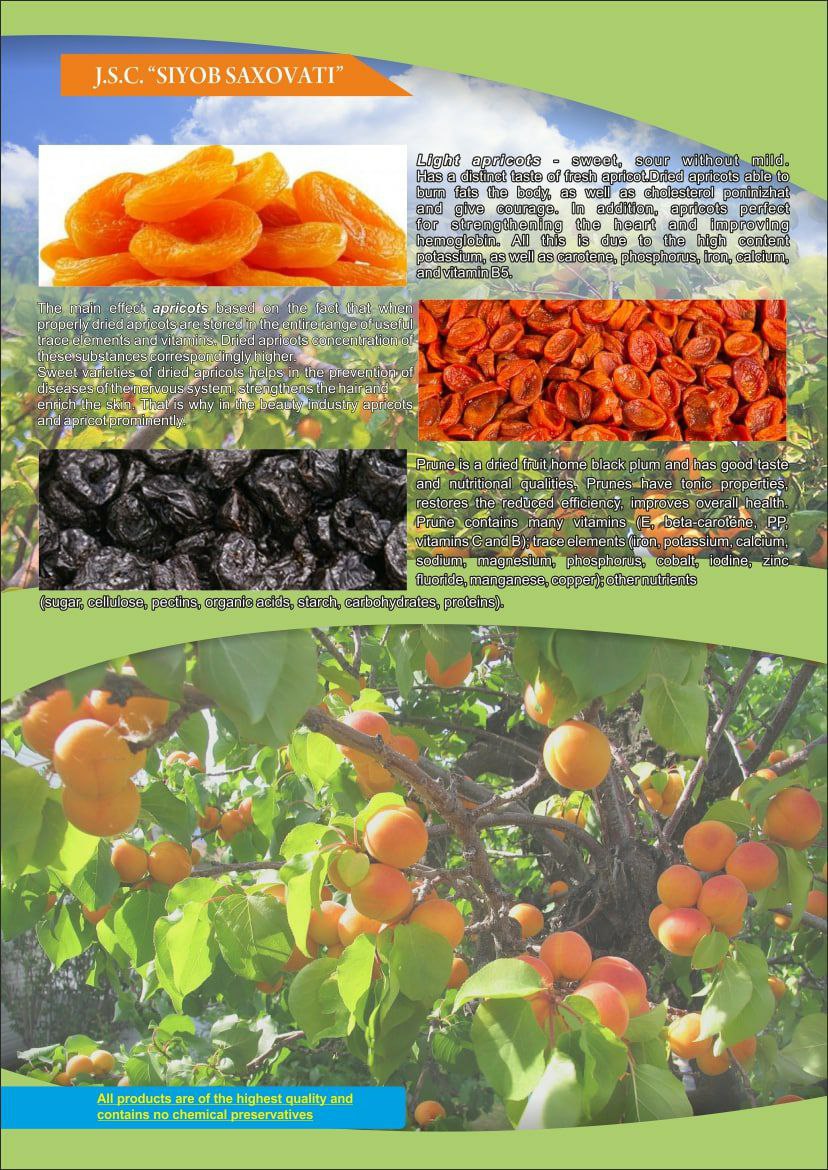 J.S.C. “SIYOB SAXOVATI”
Light apricots - sweet, sour without mild.
Has a distinct taste of fresh apricot.Dried apricots able to
burn fats the body, as well as cholesterol poninizhat
and give courage. In addition, apricots perfect
for strengthening the heart and improving
hemoglobin. All this is due to the high content
potassium, as well as carotene, phosphorus, iron, calcium,
and vitamin B5.
The main effect apricots based on the fact that when
properly dried apricots are stored in the entire range of useful
trace elements and vitamins. Dried apricots concentration of
these substances correspondingly higher.
Sweet varieties of dried apricots helps in the prevention of
diseases of the nervous system, strengthens the hair and
enrich the skin. That is why in the beauty industry apricots
and apricot prominently.
Prune is a dried fruit home black plum and has good taste
and nutritional qualities. Prunes have tonic properties,
restores the reduced efficiency, improves overall health.
Prune contains many vitamins (E, beta-carotene, PP,
vitamins C and B); trace elements (iron, potassium, calcium,
sodium, magnesium, phosphorus, cobalt, iodine, zinc
fluoride, manganese, copper); other nutrients
(sugar, cellulose, pectins, organic acids, starch, carbohydrates, proteins).
All products are of the highest quality and
contains no chemical preservatives